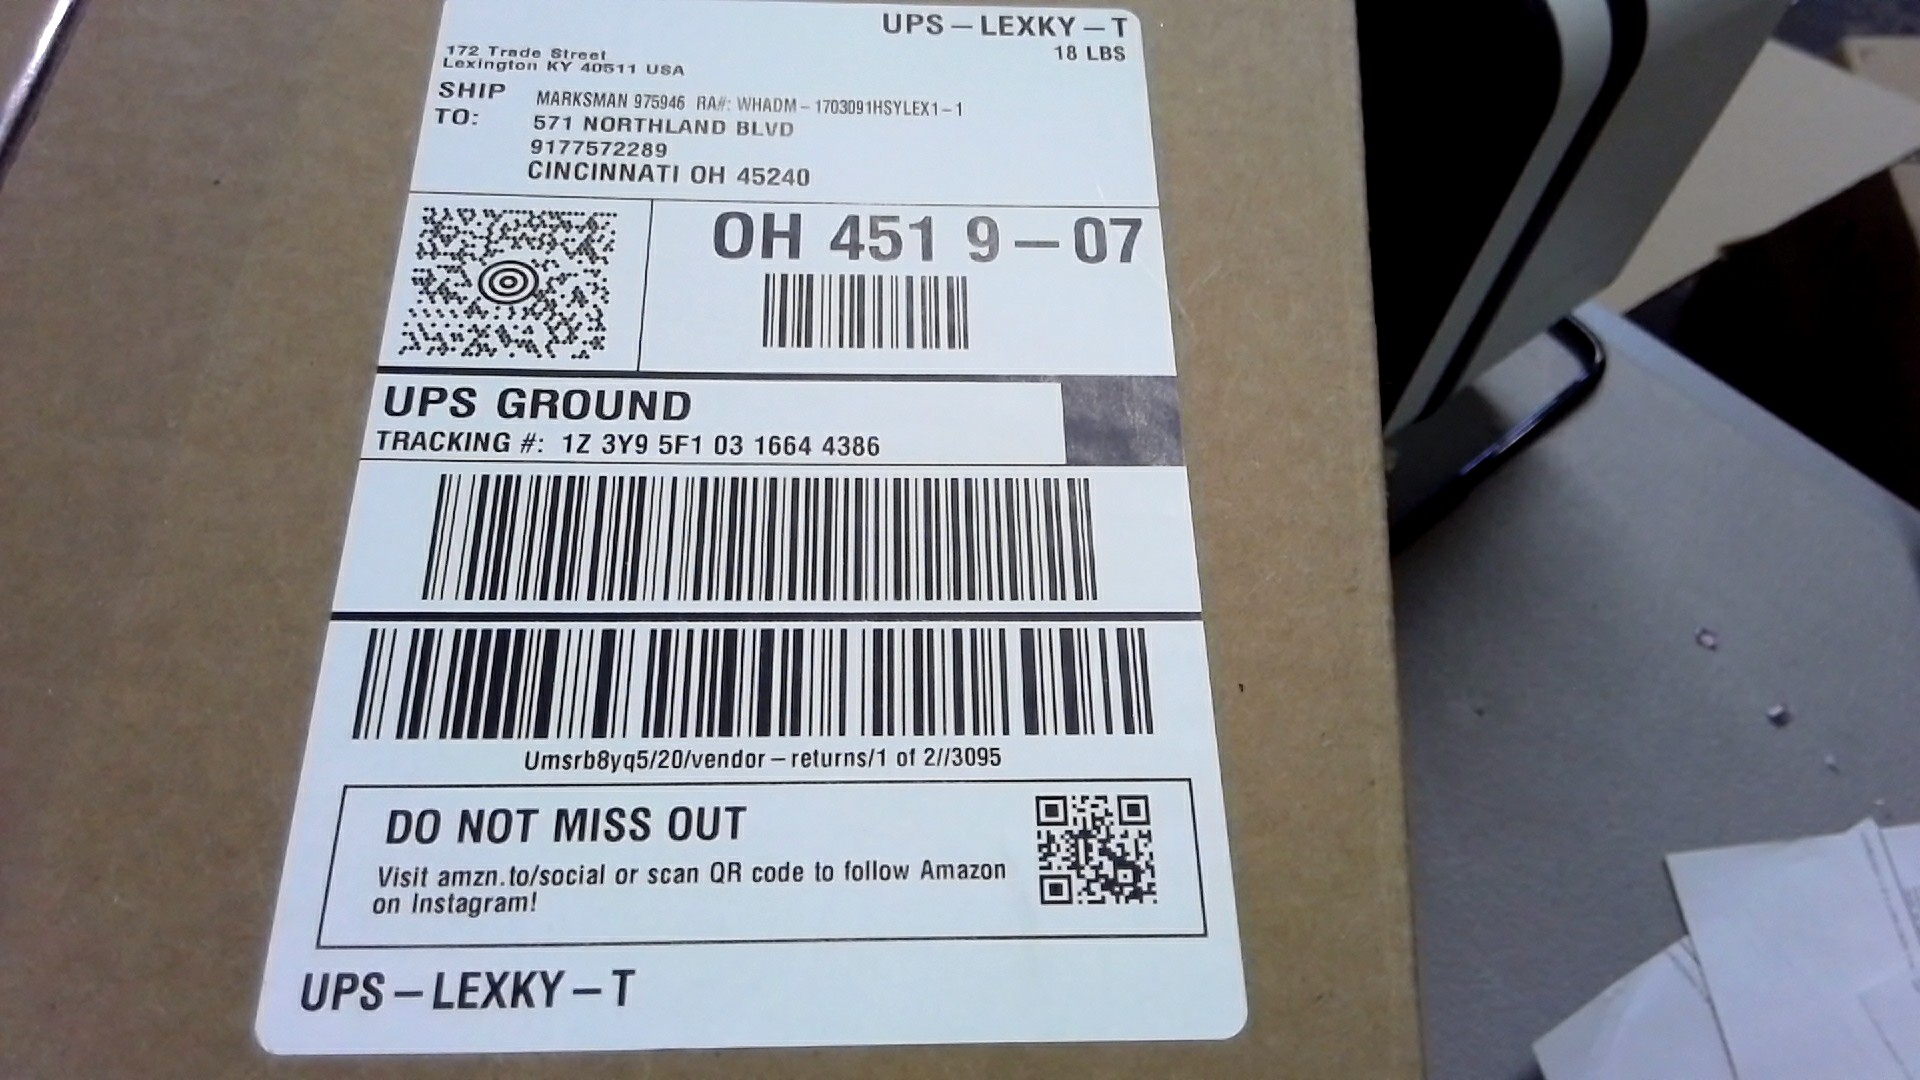 UPS-LEXKY-T
18 LBS
172 Trade Street
Lexington KY 40511 USA
SHIP TO:
MARKSMAN 975946 RA#: WHADM-1703091HSYLEX1-1
571 NORTHLAND BLVD
9177572289
CINCINNATI OH 45240
OH 451 9-07
UPS GROUND
TRACKING #: 1Z 3Y9 5F1 03 1664 4386
Umsrb8yq5/20/vendor-returns/1 of 2//3095
DO NOT MISS OUT
Visit amzn.to/social or scan QR code to follow Amazon
on Instagram!
UPS-LEXKY-T